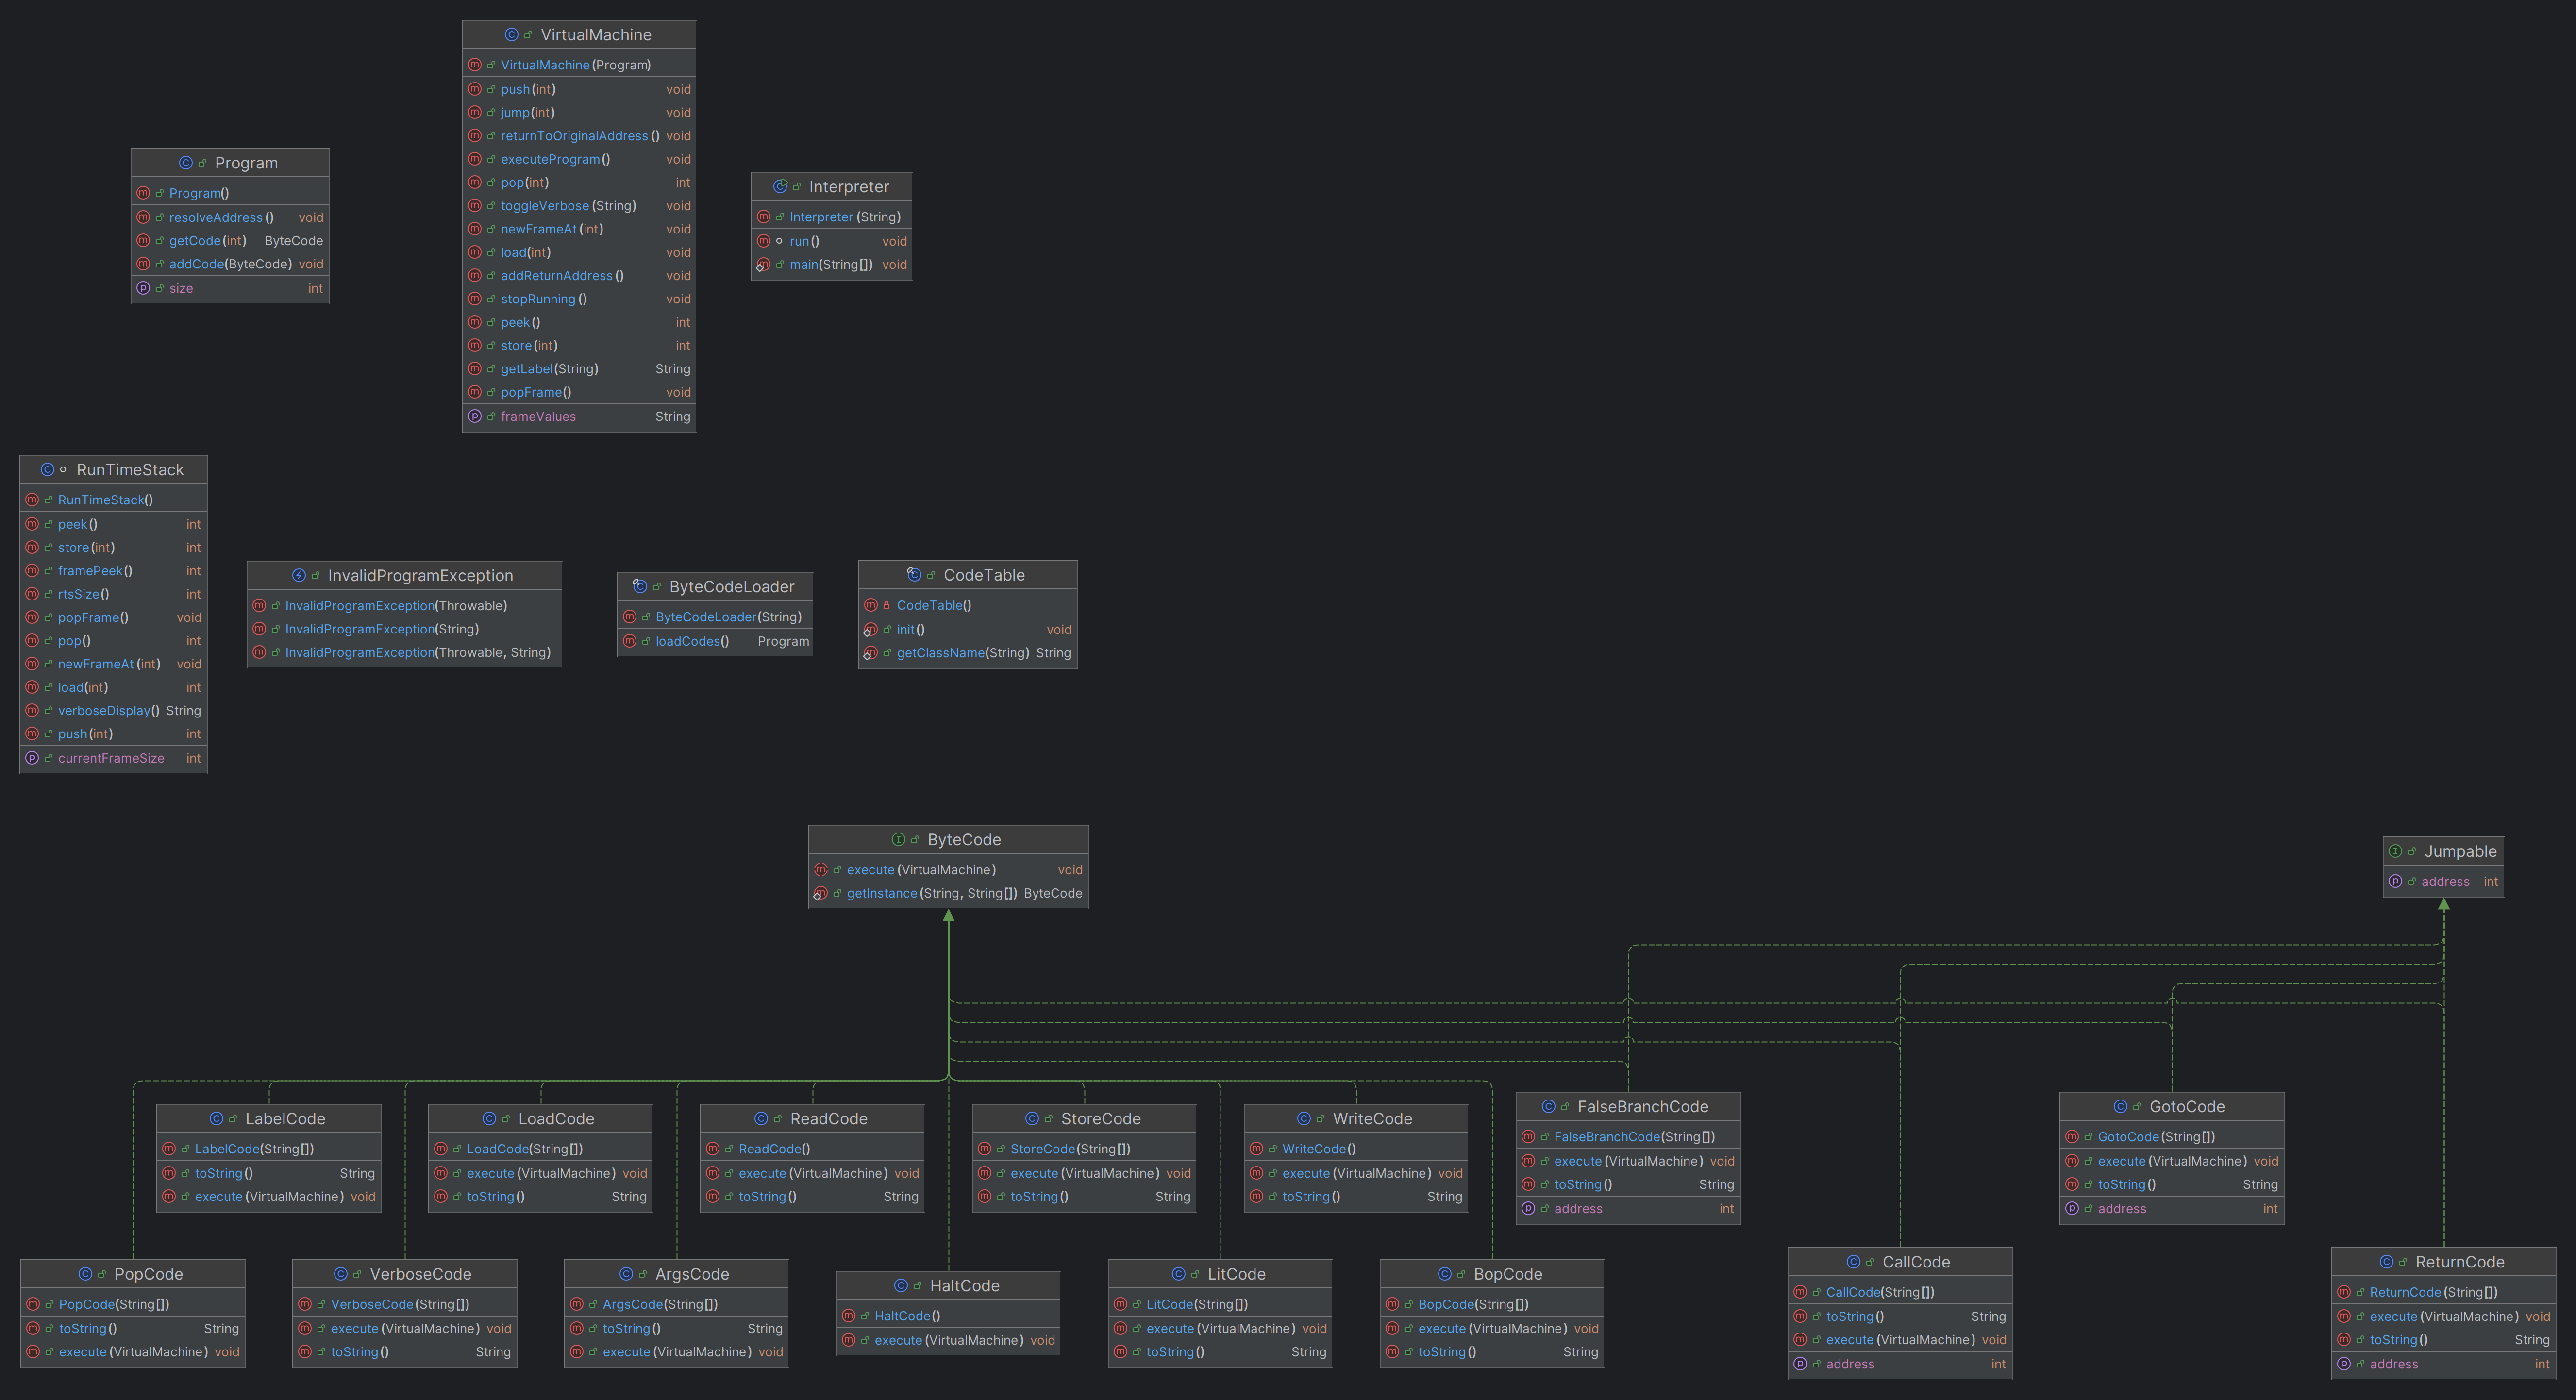 VirtualMachine
VirtualMachine(Program)
push(int) void
jump(int) void
returnToOriginalAddress() void
executeProgram() void
pop(int) int
toggleVerbose(String) void
newFrameAt(int) void
load(int) void
addReturnAddress() void
stopRunning() void
peek() int
store(int) int
getLabel(String) String
popFrame() void
frameValues String
Program
Program()
resolveAddress() void
getCode(int) ByteCode
addCode(ByteCode) void
size int
Interpreter
Interpreter(String)
run() void
main(String[]) void
RunTimeStack
RunTimeStack()
peek() int
store(int) int
framePeek() int
rtsSize() int
popFrame() void
pop() int
newFrameAt(int) void
load(int) int
verboseDisplay() String
push(int) int
currentFrameSize int
InvalidProgramException
InvalidProgramException(Throwable)
InvalidProgramException(String)
InvalidProgramException(Throwable, String)
ByteCodeLoader
ByteCodeLoader(String)
loadCodes() Program
CodeTable
CodeTable()
init() void
getClassName(String) String
ByteCode
execute(VirtualMachine) void
getInstance(String, String[]) ByteCode
Jumpable
address int
LabelCode
LabelCode(String[])
toString() String
execute(VirtualMachine) void
LoadCode
LoadCode(String[])
execute(VirtualMachine) void
toString() String
ReadCode
ReadCode()
execute(VirtualMachine) void
toString() String
StoreCode
StoreCode(String[])
execute(VirtualMachine) void
toString() String
WriteCode
WriteCode()
execute(VirtualMachine) void
toString() String
FalseBranchCode
FalseBranchCode(String[])
execute(VirtualMachine) void
toString() String
address int
GotoCode
GotoCode(String[])
execute(VirtualMachine) void
toString() String
address int
PopCode
PopCode(String[])
toString() String
execute(VirtualMachine) void
VerboseCode
VerboseCode(String[])
execute(VirtualMachine) void
toString() String
ArgsCode
ArgsCode(String[])
toString() String
execute(VirtualMachine) void
HaltCode
HaltCode()
execute(VirtualMachine) void
LitCode
LitCode(String[])
execute(VirtualMachine) void
toString() String
BopCode
BopCode(String[])
execute(VirtualMachine) void
toString() String
CallCode
CallCode(String[])
toString() String
execute(VirtualMachine) void
address int
ReturnCode
ReturnCode(String[])
execute(VirtualMachine) void
toString() String
address int